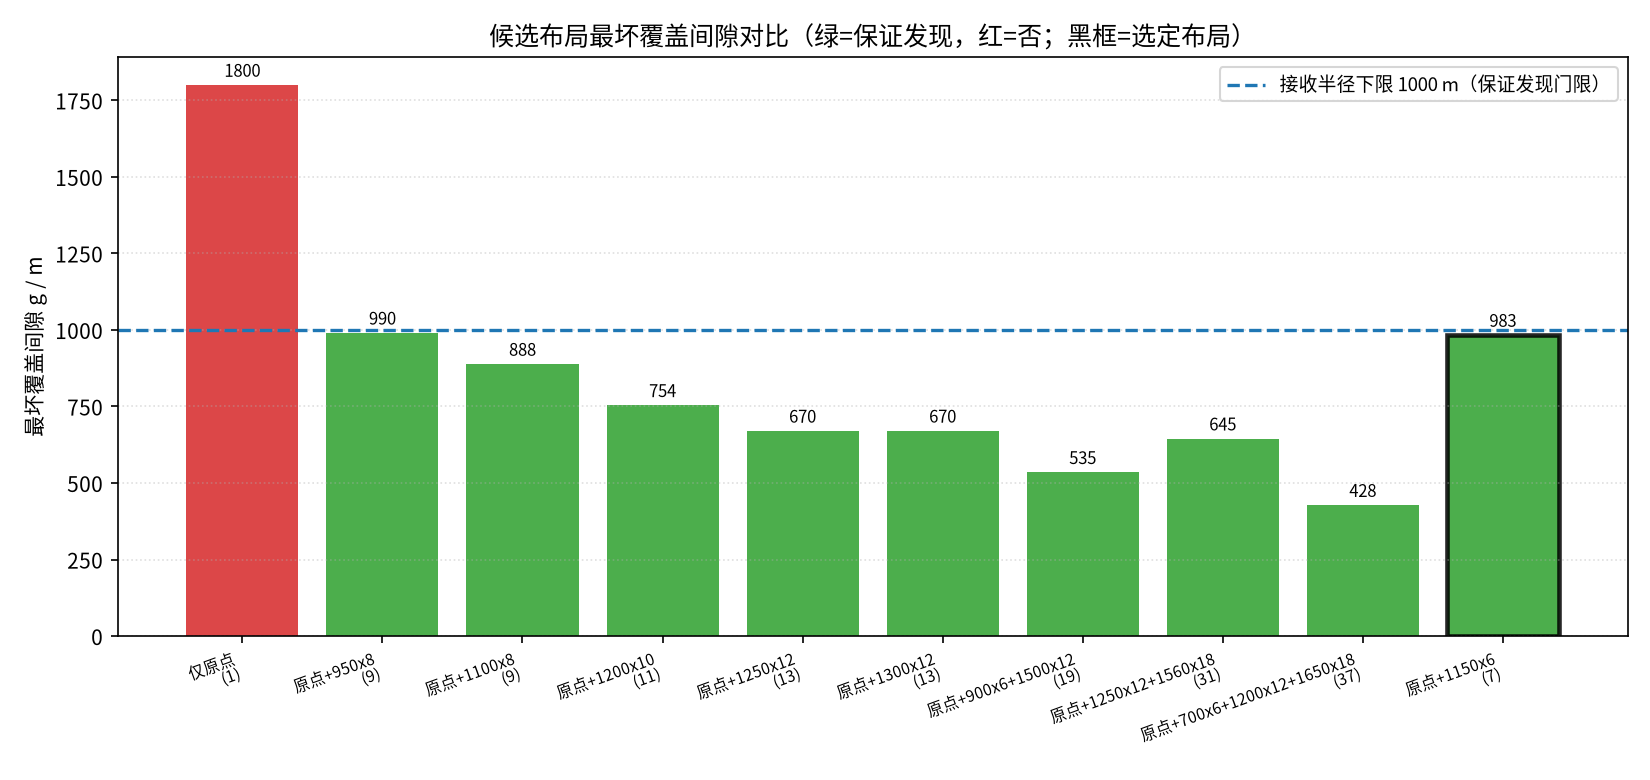 候选布局最坏覆盖间隙对比（绿=保证发现，红=否；黑框=选定布局）
接收半径下限 1000 m（保证发现门限）
最坏覆盖间隙 g / m
1750
1500
1250
1000
750
500
250
0
1800
990
888
754
670
670
535
645
428
983
仅原点
(1)
原点+950x8
(9)
原点+1100x8
(9)
原点+1200x10
(11)
原点+1250x12
(13)
原点+1300x12
(13)
原点+900x6+1500x12
(19)
原点+1250x12+1560x18
(31)
原点+700x6+1200x12+1650x18
(37)
原点+1150x6
(7)